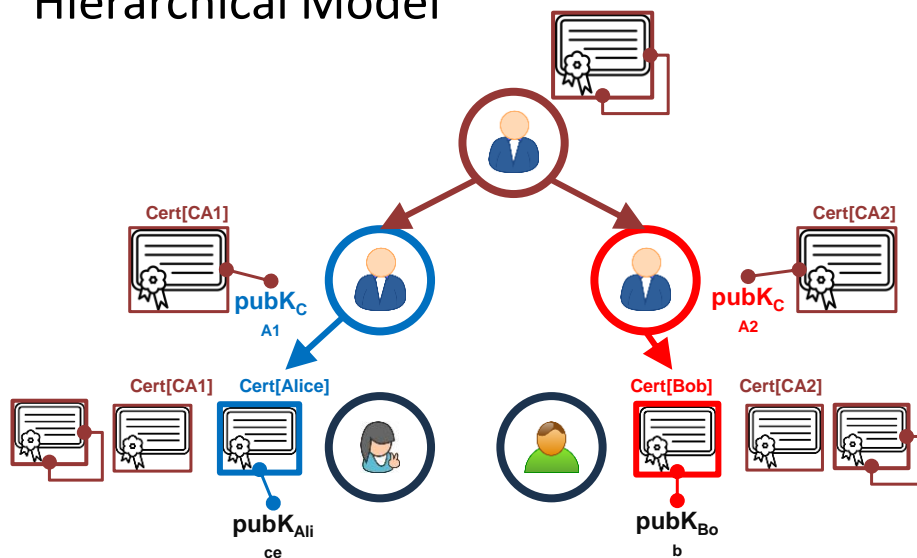 Hierarchical Model
Cert[CA1]
Cert[CA2]
pubKC
A1
pubKC
A2
Cert[CA1]
Cert[Alice]
Cert[Bob]
Cert[CA2]
pubKAli
ce
pubKBo
b